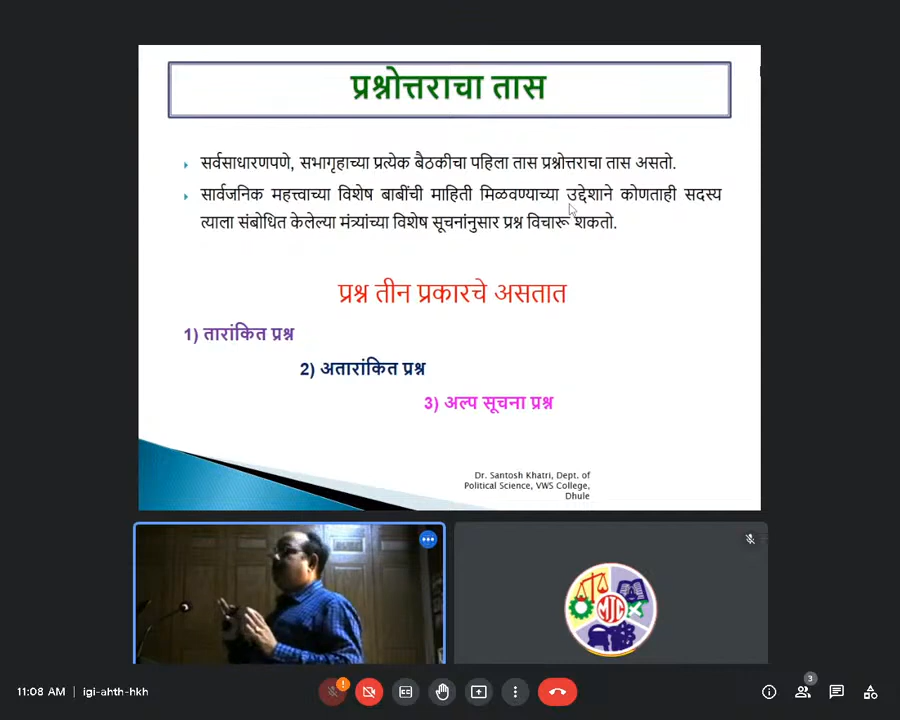 प्रश्नोत्तराचा तास
सर्वसाधारणपणे, सभागृहाच्या प्रत्येक बैठकीचा पहिला तास प्रश्नोत्तराचा तास असतो.
सार्वजनिक महत्त्वाच्या विशेष बाबींची माहिती मिळवण्याच्या उद्देशाने कोणताही सदस्य
त्याला संबोधित केलेल्या मंत्र्यांच्या विशेष सूचनांनुसार प्रश्न विचारू शकतो.
प्रश्न तीन प्रकारचे असतात
1) तारांकित प्रश्न
2) अतारांकित प्रश्न
3) अल्प सूचना प्रश्न
Dr. Santosh Khatri, Dept. of
Political Science, VWS College,
Dhule
MJC
3
11:08 AM | igi-ahth-hkh